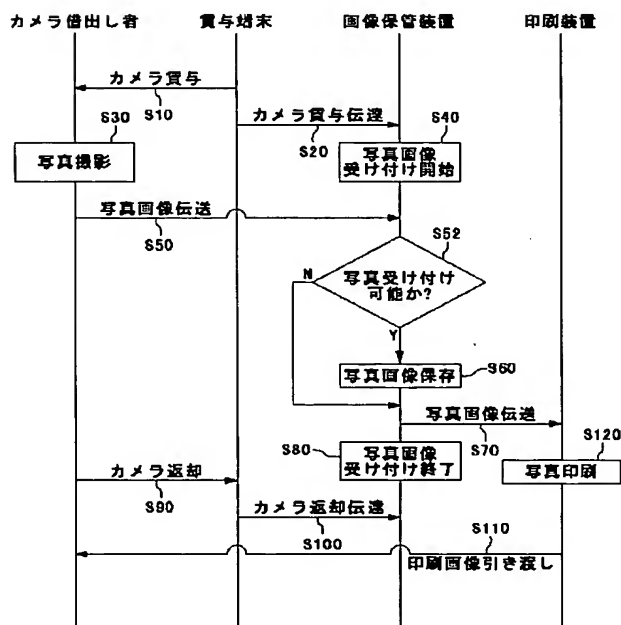 カメラ借出し者
貸与端末
画像保管装置
印刷装置
カメラ貸与
S10
カメラ貸与伝達
S20
S30
写真撮影
S40
写真画像
受け付け開始
写真画像伝送
S50
S52
写真受け付け
可能か?
N
Y
写真画像保存
S60
写真画像伝送
S70
S80
写真画像
受け付け終了
S120
写真印刷
カメラ返却
S90
カメラ返却伝達
S100
S110
印刷画像引き渡し